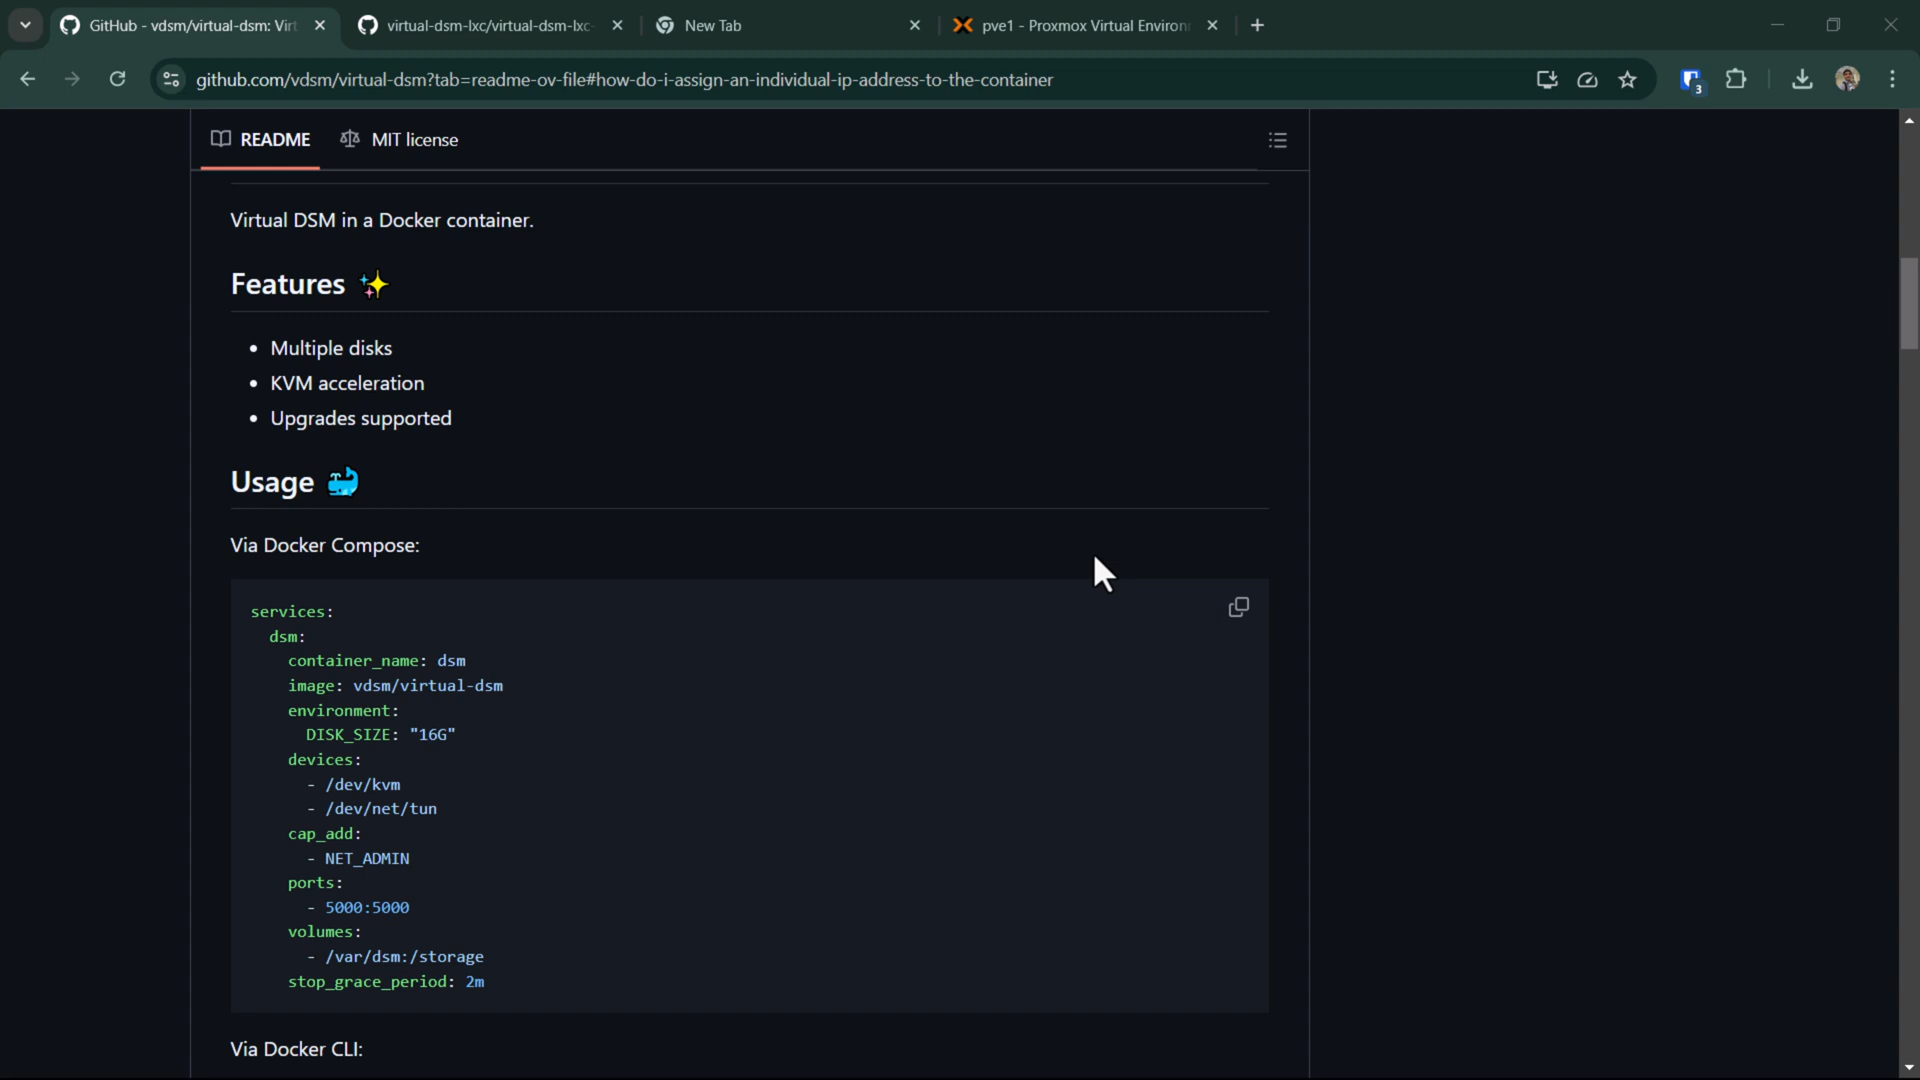 GitHub - vdsm/virtual-dsm: Virt
virtual-dsm-lxc/virtual-dsm-lxc-
New Tab
pve1 - Proxmox Virtual Environ
github.com/vdsm/virtual-dsm?tab=readme-ov-file#how-do-i-assign-an-individual-ip-address-to-the-container
3
README
MIT license
Virtual DSM in a Docker container.
Features ✨
• Multiple disks
• KVM acceleration
• Upgrades supported
Usage 🐳
Via Docker Compose:
services:
  dsm:
    container_name: dsm
    image: vdsm/virtual-dsm
    environment:
      DISK_SIZE: "16G"
    devices:
      - /dev/kvm
      - /dev/net/tun
    cap_add:
      - NET_ADMIN
    ports:
      - 5000:5000
    volumes:
      - /var/dsm:/storage
    stop_grace_period: 2m
Via Docker CLI: